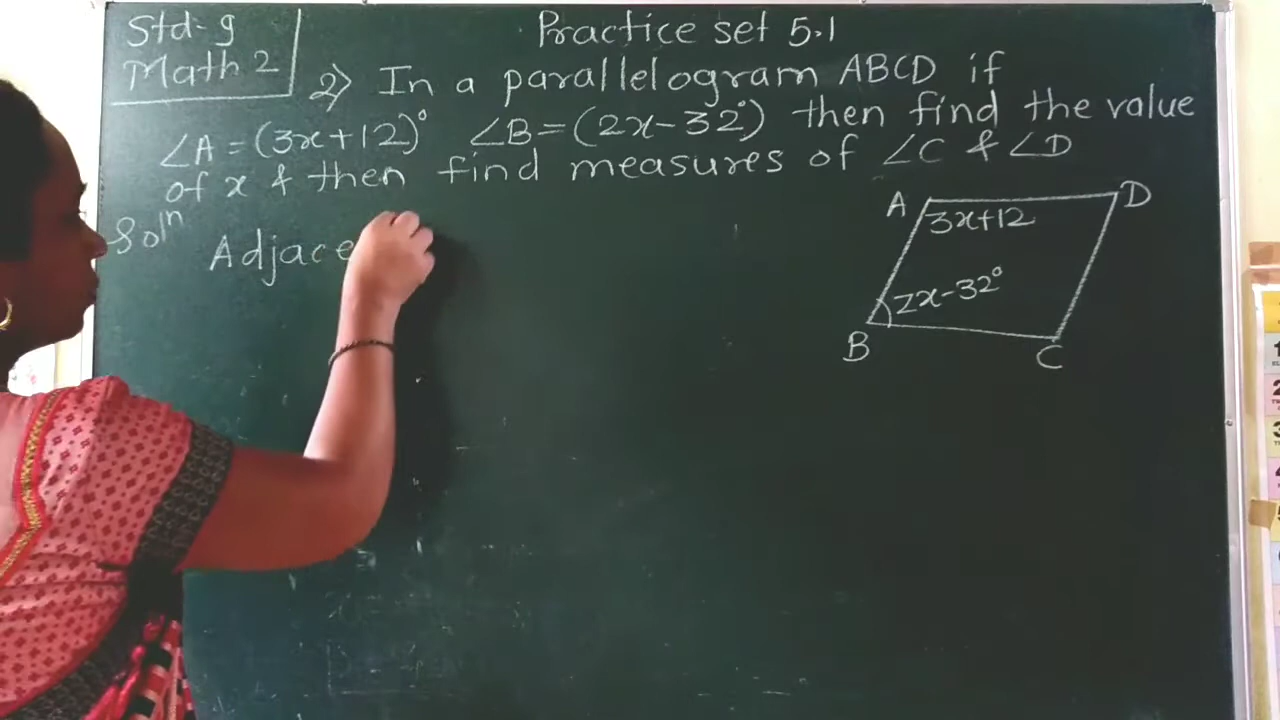 Std-9
Math 2
Practice set 5.1
2) In a parallelogram ABCD if
∠A = (3x+12)° ∠B = (2x-32°) then find the value
of x & then find measures of ∠C & ∠D
Solⁿ
Adjace
A
D
3x+12
2x-32°
B
C